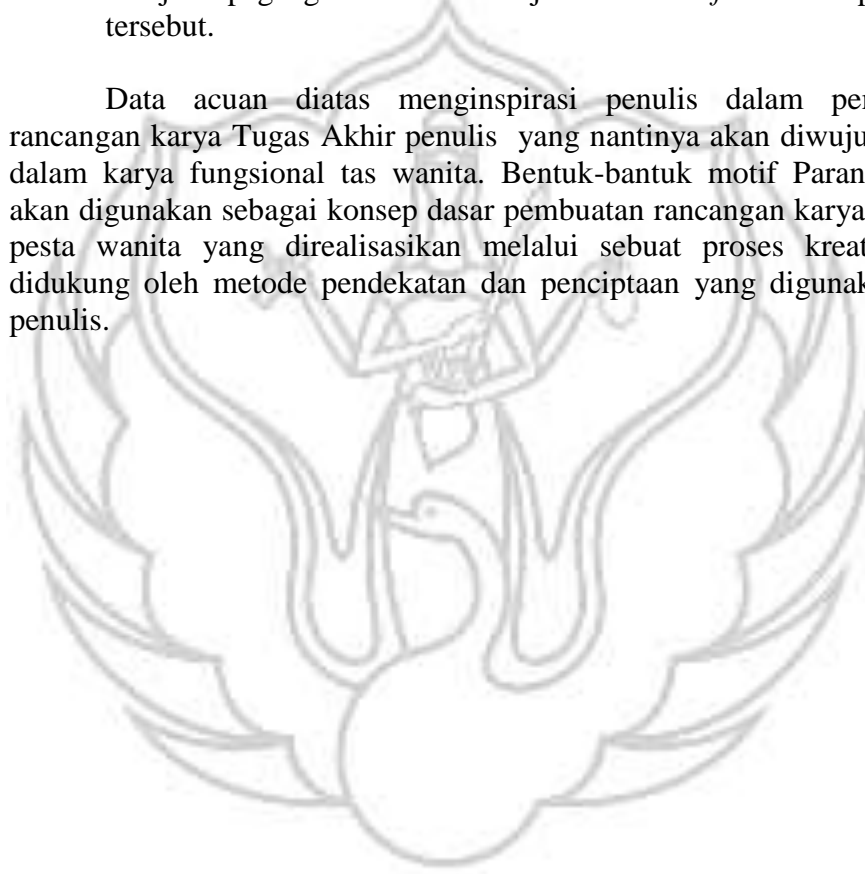 tersebut.
Data acuan diatas menginspirasi penulis dalam
rancangan karya Tugas Akhir penulis yang nantinya akan
dalam karya fungsional tas wanita. Bentuk-bantuk motif
akan digunakan sebagai konsep dasar pembuatan rancangan karya
pesta wanita yang direalisasikan melalui sebuat proses
didukung oleh metode pendekatan dan penciptaan yang
penulis.